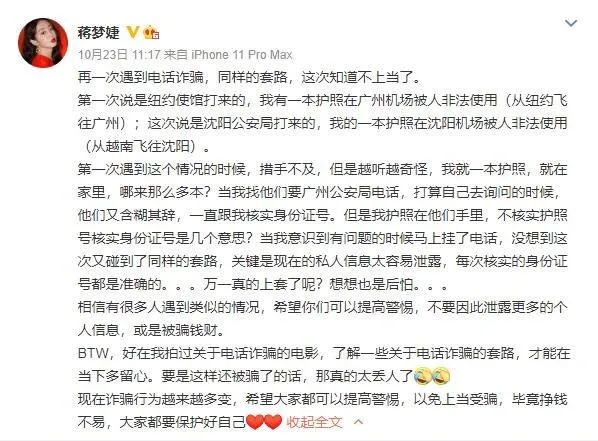 蒋梦婕
10月23日 11:17 来自 iPhone 11 Pro Max
再一次遇到电话诈骗，同样的套路，这次知道不上当了。
第一次说是纽约使馆打来的，我有一本护照在广州机场被人非法使用（从纽约飞
往广州）；这次说是沈阳公安局打来的，我的一本护照在沈阳机场被人非法使用
（从越南飞往沈阳）。
第一次遇到这个情况的时候，措手不及，但是越听越奇怪，我就一本护照，就在
家里，哪来那么多本？当我找他们要广州公安局电话，打算自己去询问的时候，
他们又含糊其辞，一直跟我核实身份证号。但是我护照在他们手里，不核实护照
号核实身份证号是几个意思？当我意识到有问题的时候马上挂了电话，没想到这
次又碰到了同样的套路，关键是现在的私人信息太容易泄露，每次核实的身份证
号都是准确的。。。万一真的上套了呢？想想也是后怕。。。
相信有很多人遇到类似的情况，希望你们可以提高警惕，不要因此泄露更多的个
人信息，或是被骗钱财。
BTW，好在我拍过关于电话诈骗的电影，了解一些关于电话诈骗的套路，才能在
当下多留心。要是这样还被骗了的话，那真的太丢人了🤣🤣
现在诈骗行为越来越多变，希望大家都可以提高警惕，以免上当受骗，毕竟挣钱
不易，大家都要保护好自己❤️❤️ 收起全文